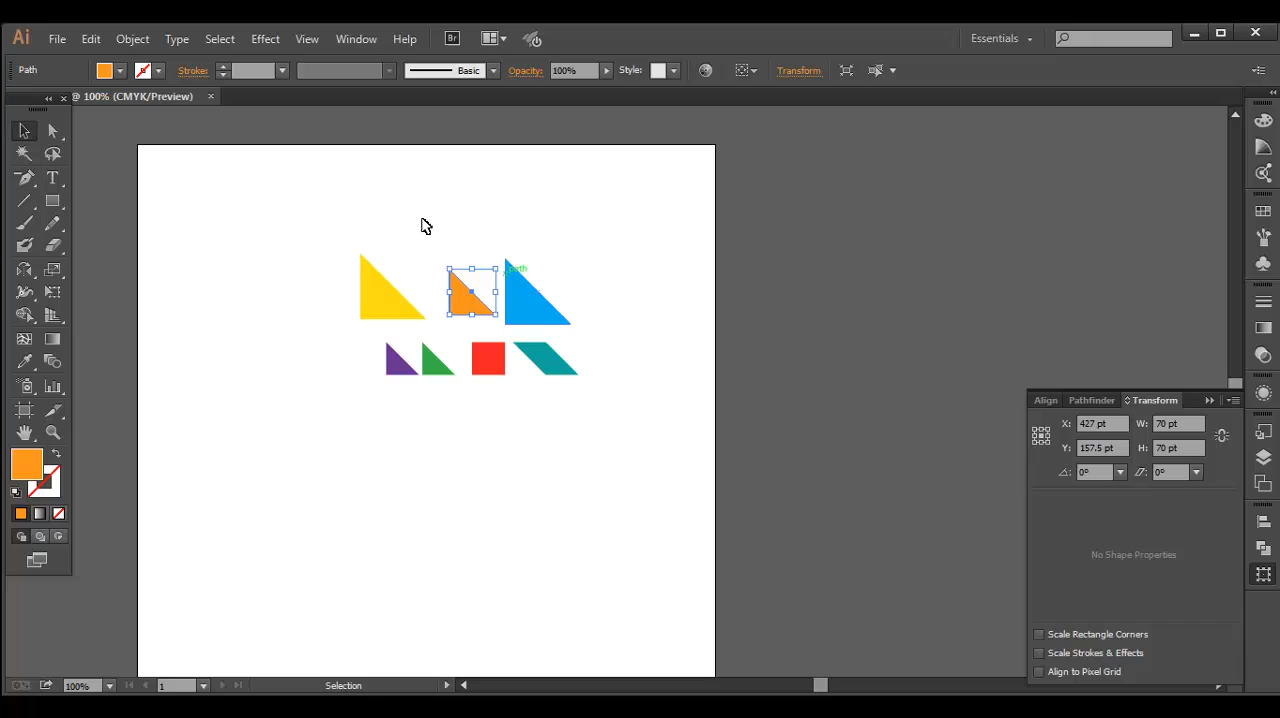 Ai File Edit Object Type Select Effect View Window Help Br Essentials
Path Stroke: Basic Opacity: 100% Style: Transform
@ 100% (CMYK/Preview) ×
path
Align Pathfinder Transform
X: 427 pt W: 70 pt
Y: 157.5 pt H: 70 pt
0° 0°
No Shape Properties
Scale Rectangle Corners
Scale Strokes & Effects
Align to Pixel Grid
100% 1 Selection